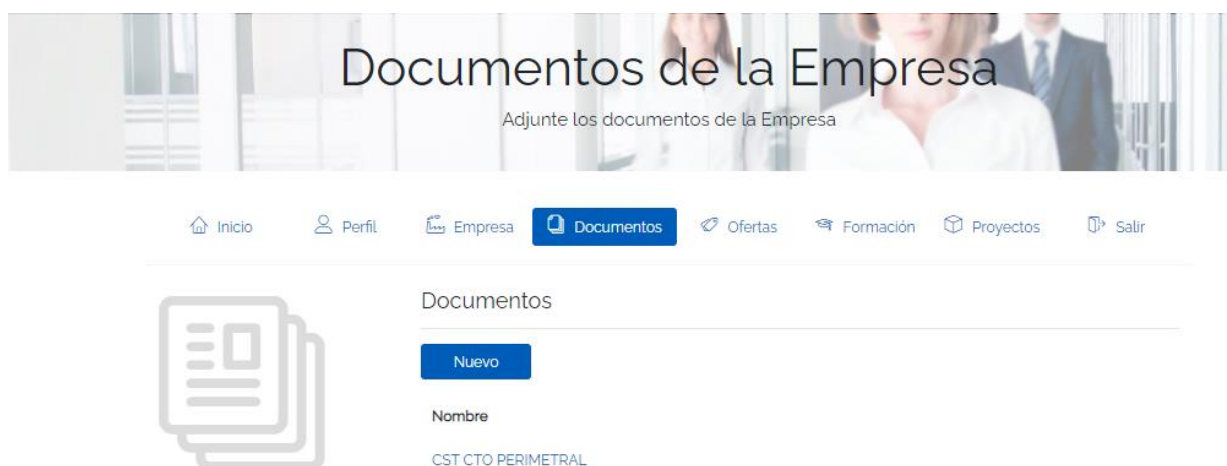 Documentos de la Empresa
Adjunte los documentos de la Empresa
Inicio Perfil Empresa Documentos Ofertas Formación Proyectos Salir
Documentos
Nuevo
Nombre
CST CTO PERIMETRAL